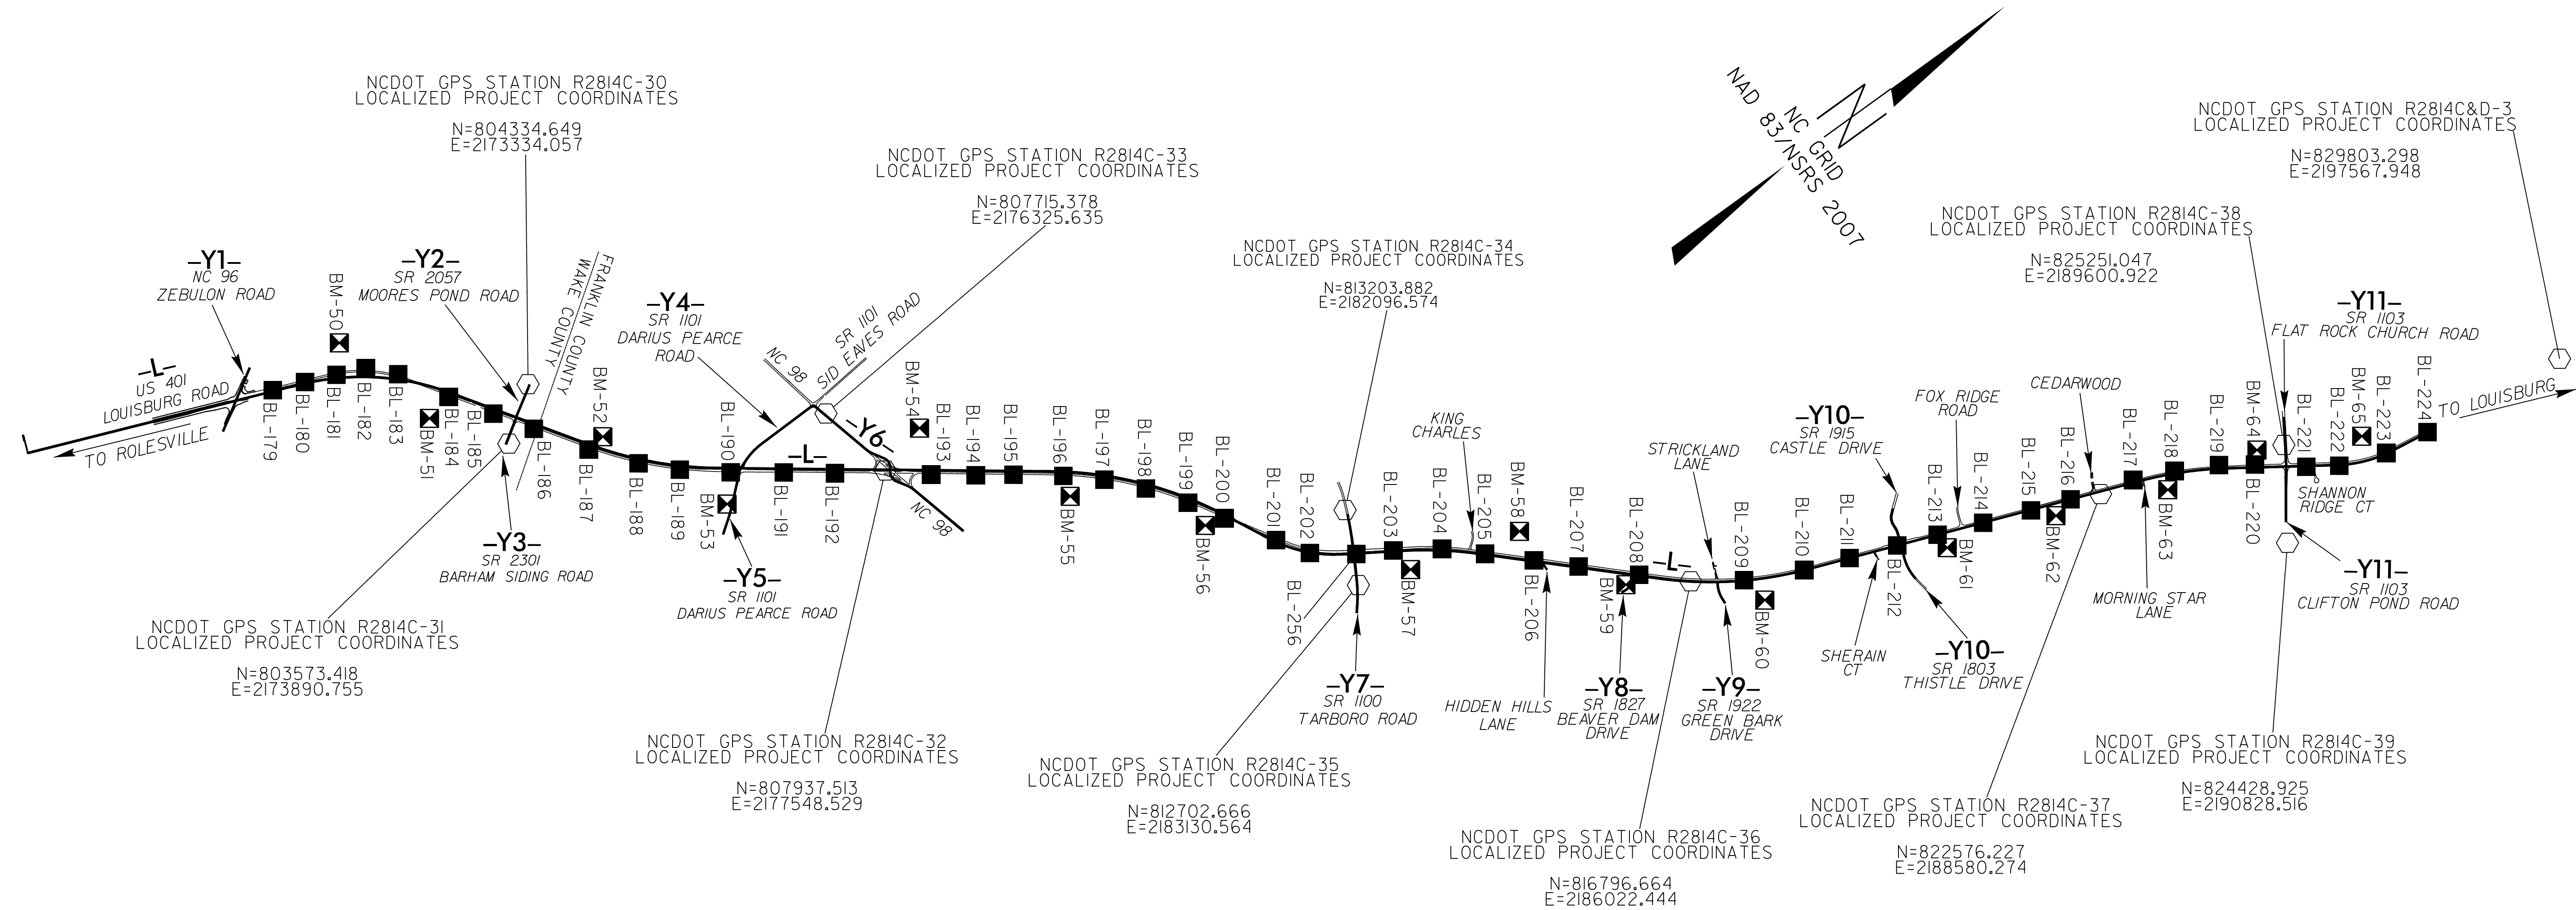 NCDOT GPS STATION R2814C-30
LOCALIZED PROJECT COORDINATES
N=804334.649
E=2173334.057
NCDOT GPS STATION R2814C-33
LOCALIZED PROJECT COORDINATES
N=807715.378
E=2176325.635
NCDOT GPS STATION R2814C-34
LOCALIZED PROJECT COORDINATES
N=813203.882
E=2182096.574
NC GRID
NAD 83/NSRS 2007
NCDOT GPS STATION R2814C-38
LOCALIZED PROJECT COORDINATES
N=825251.047
E=2189600.922
NCDOT GPS STATION R2814C&D-3
LOCALIZED PROJECT COORDINATES
N=829803.298
E=2197567.948
-Y1-
NC 96
ZEBULON ROAD
-L-
US 401
LOUISBURG ROAD
TO ROLESVILLE
BM-50
-Y2-
SR 2057
MOORES POND ROAD
FRANKLIN COUNTY
WAKE COUNTY
BM-52
-Y4-
SR 1101
DARIUS PEARCE
ROAD
NC 98
SR 1101
SID EAVES ROAD
-Y6-
BM-54
BL-190
-L-
BL-193
BL-194
BL-195
BL-196
BL-197
BL-198
BL-199
BL-200
BL-201
BL-202
BL-203
BL-204
KING
CHARLES
BL-205
BM-58
STRICKLAND
LANE
-L-
-Y10-
SR 1915
CASTLE DRIVE
BL-213
FOX RIDGE
ROAD
BL-214
BL-215
CEDARWOOD
BL-216
BL-217
BL-218
BL-219
BM-64
-Y11-
SR 1103
FLAT ROCK CHURCH ROAD
BL-221
BL-222
BM-65
BL-223
BL-224
TO LOUISBURG
BL-179
BL-180
BL-181
BL-182
BL-183
BM-51
BL-184
BL-185
BL-186
BL-187
BL-188
BL-189
BM-53
BL-191
BL-192
NC 98
BM-55
BM-56
BL-256
BM-57
BL-206
BL-207
BM-59
BL-208
BL-209
BM-60
BL-210
BL-211
BL-212
BM-61
BM-62
BM-63
BL-220
SHANNON
RIDGE CT
-Y3-
SR 2301
BARHAM SIDING ROAD
-Y5-
SR 1101
DARIUS PEARCE ROAD
-Y7-
SR 1100
TARBORO ROAD
HIDDEN HILLS
LANE
-Y8-
SR 1827
BEAVER DAM
DRIVE
-Y9-
SR 1922
GREEN BARK
DRIVE
SHERAIN
CT
-Y10-
SR 1803
THISTLE DRIVE
MORNING STAR
LANE
-Y11-
SR 1103
CLIFTON POND ROAD
NCDOT GPS STATION R2814C-31
LOCALIZED PROJECT COORDINATES
N=803573.418
E=2173890.755
NCDOT GPS STATION R2814C-32
LOCALIZED PROJECT COORDINATES
N=807937.513
E=2177548.529
NCDOT GPS STATION R2814C-35
LOCALIZED PROJECT COORDINATES
N=812702.666
E=2183130.564
NCDOT GPS STATION R2814C-36
LOCALIZED PROJECT COORDINATES
N=816796.664
E=2186022.444
NCDOT GPS STATION R2814C-37
LOCALIZED PROJECT COORDINATES
N=822576.227
E=2188580.274
NCDOT GPS STATION R2814C-39
LOCALIZED PROJECT COORDINATES
N=824428.925
E=2190828.516